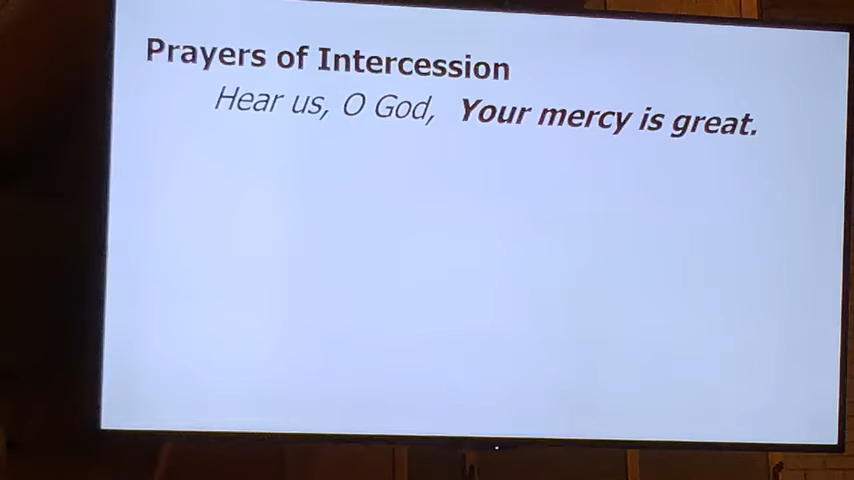 Prayers of Intercession
Hear us, O God, Your mercy is great.